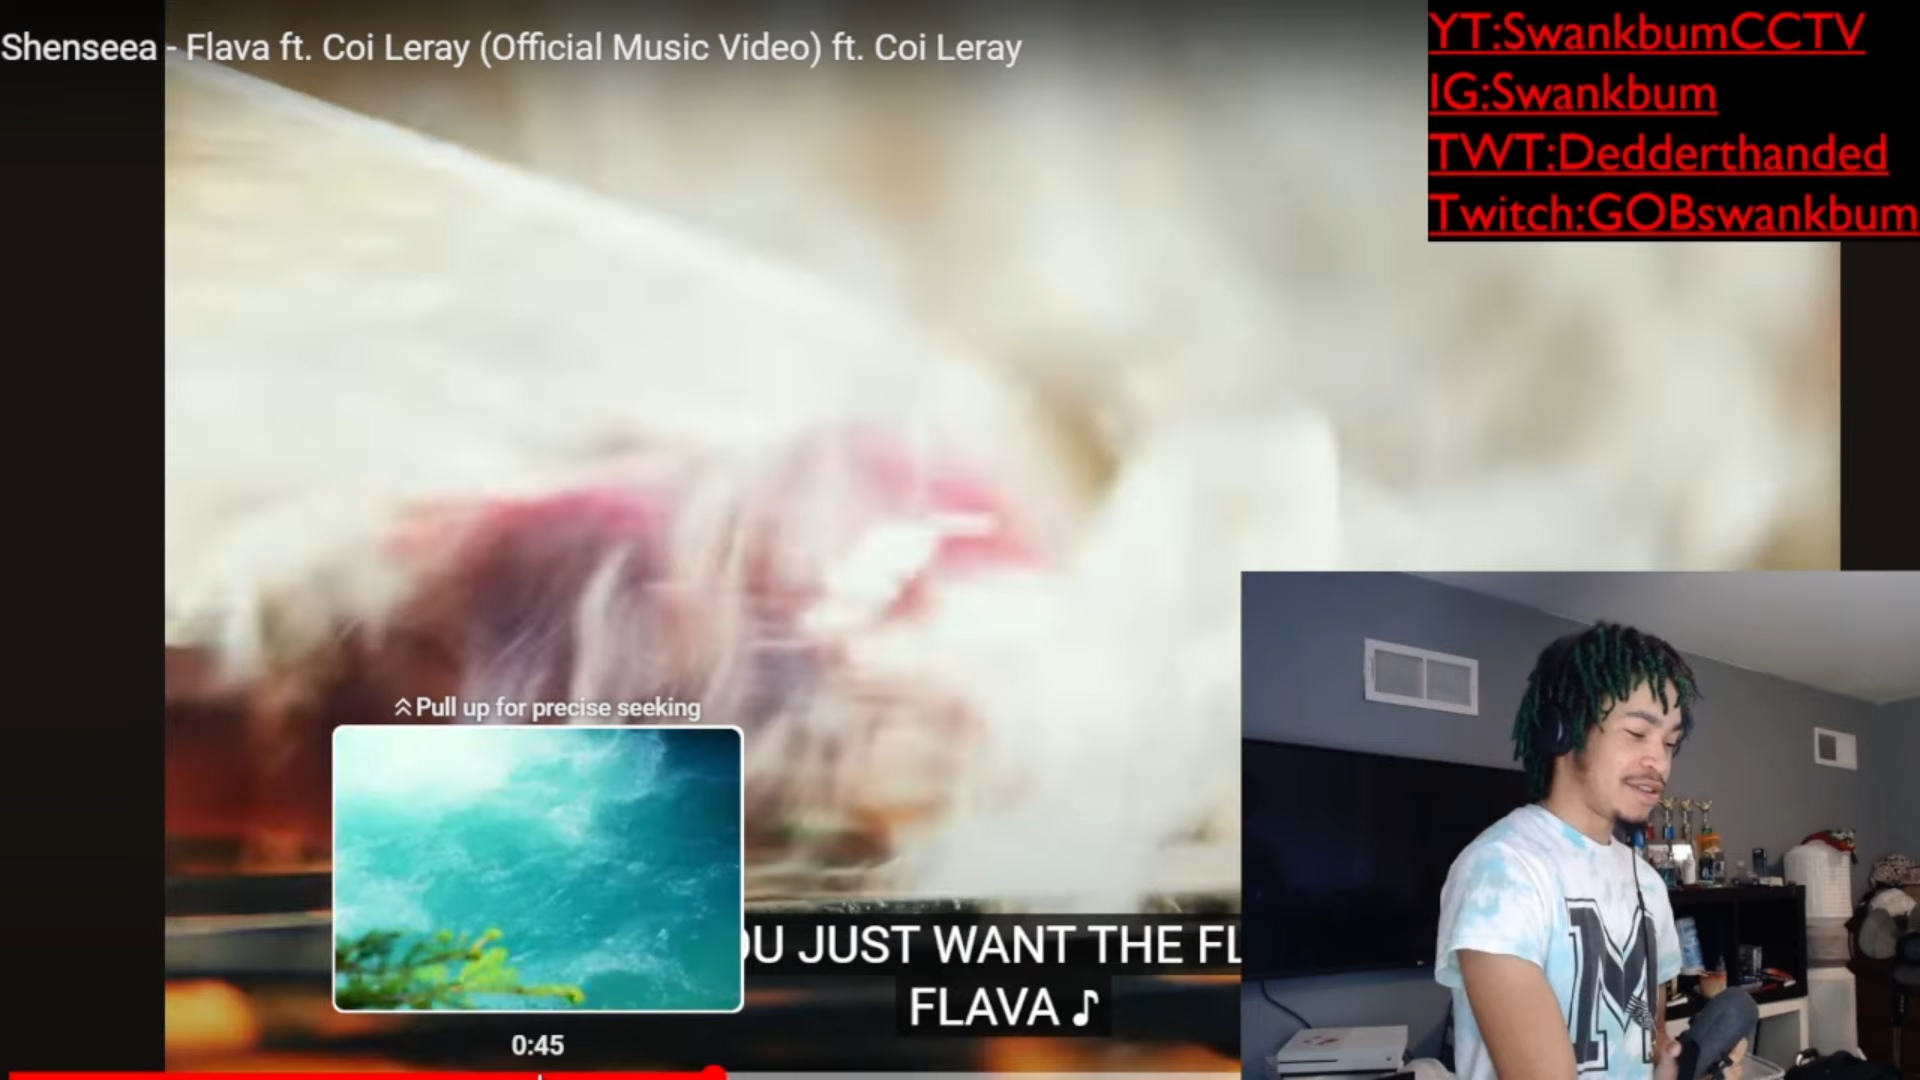 Shenseea - Flava ft. Coi Leray (Official Music Video) ft. Coi Leray
YT:SwankbumCCTV
IG:Swankbum
TWT:Dedderthanded
Twitch:GOBswankbum
Pull up for precise seeking
JUST WANT THE
FLAVA ♪
0:45
M